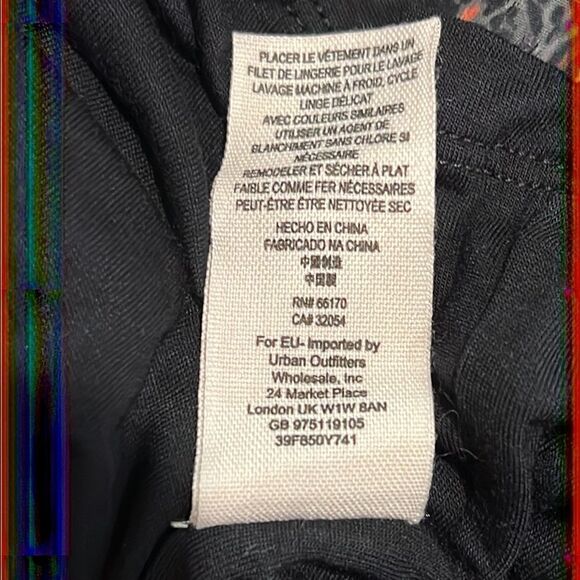 PLACER LE VÊTEMENT DANS UN
FILET DE LINGERIE POUR LE LAVAGE
LAVAGE MACHINE À FROID, CYCLE
LINGE DÉLICAT
AVEC COULEURS SIMILAIRES
UTILISER UN AGENT DE
BLANCHIMENT SANS CHLORE SI
NÉCESSAIRE
REMODELER ET SÉCHER À PLAT
FAIBLE COMME FER NÉCESSAIRES
PEUT-ÊTRE ÊTRE NETTOYÉE SEC
HECHO EN CHINA
FABRICADO NA CHINA
中國制造
中国製
RN# 66170
CA# 32054
For EU- Imported by
Urban Outfitters
Wholesale, Inc
24 Market Place
London UK W1W 8AN
GB 975119105
39F850Y741